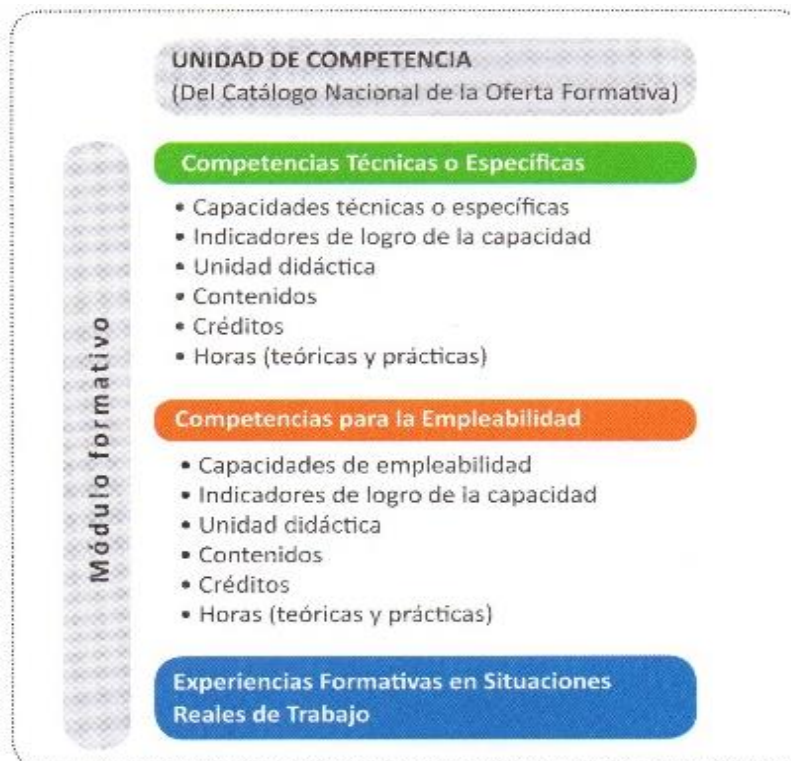 UNIDAD DE COMPETENCIA
(Del Catálogo Nacional de la Oferta Formativa)
Módulo formativo
Competencias Técnicas o Específicas
• Capacidades técnicas o específicas
• Indicadores de logro de la capacidad
• Unidad didáctica
• Contenidos
• Créditos
• Horas (teóricas y prácticas)
Competencias para la Empleabilidad
• Capacidades de empleabilidad
• Indicadores de logro de la capacidad
• Unidad didáctica
• Contenidos
• Créditos
• Horas (teóricas y prácticas)
Experiencias Formativas en Situaciones
Reales de Trabajo